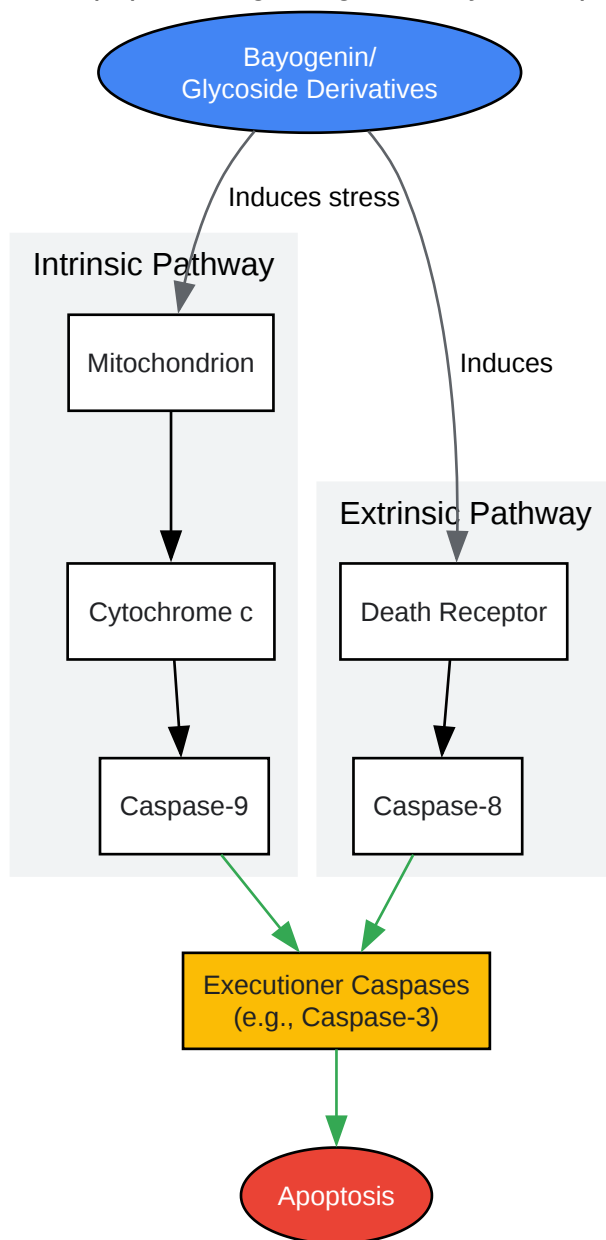 Bayogenin/
Glycoside Derivatives
Induces stress
Intrinsic Pathway
Mitochondrion
Induces
Extrinsic Pathway
Cytochrome c
Death Receptor
Caspase-9
Caspase-8
Executioner Caspases
(e.g., Caspase-3)
Apoptosis